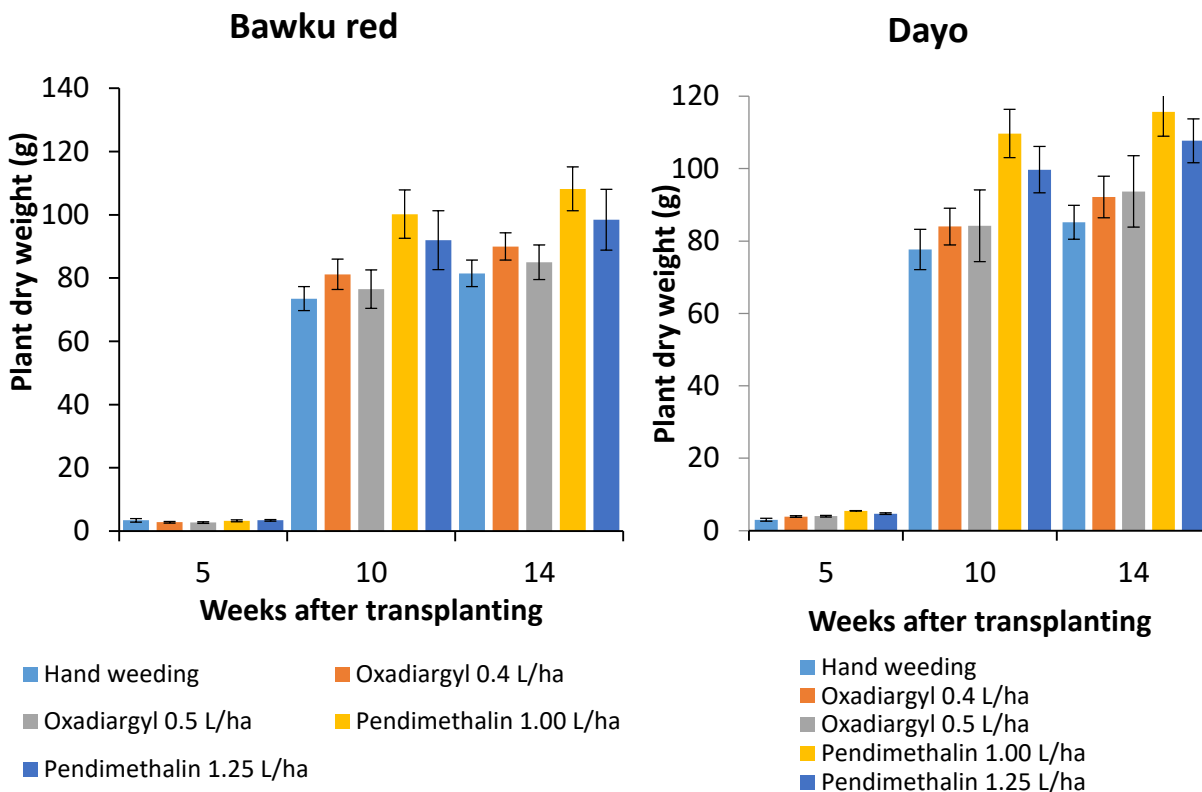 Bawku red
Plant dry weight (g)
140
120
100
80
60
40
20
0
5 10 14
Weeks after transplanting
Hand weeding Oxadiargyl 0.4 L/ha
Oxadiargyl 0.5 L/ha Pendimethalin 1.00 L/ha
Pendimethalin 1.25 L/ha
Dayo
Plant dry weight (g)
120
100
80
60
40
20
0
5 10 14
Weeks after transplanting
Hand weeding
Oxadiargyl 0.4 L/ha
Oxadiargyl 0.5 L/ha
Pendimethalin 1.00 L/ha
Pendimethalin 1.25 L/ha